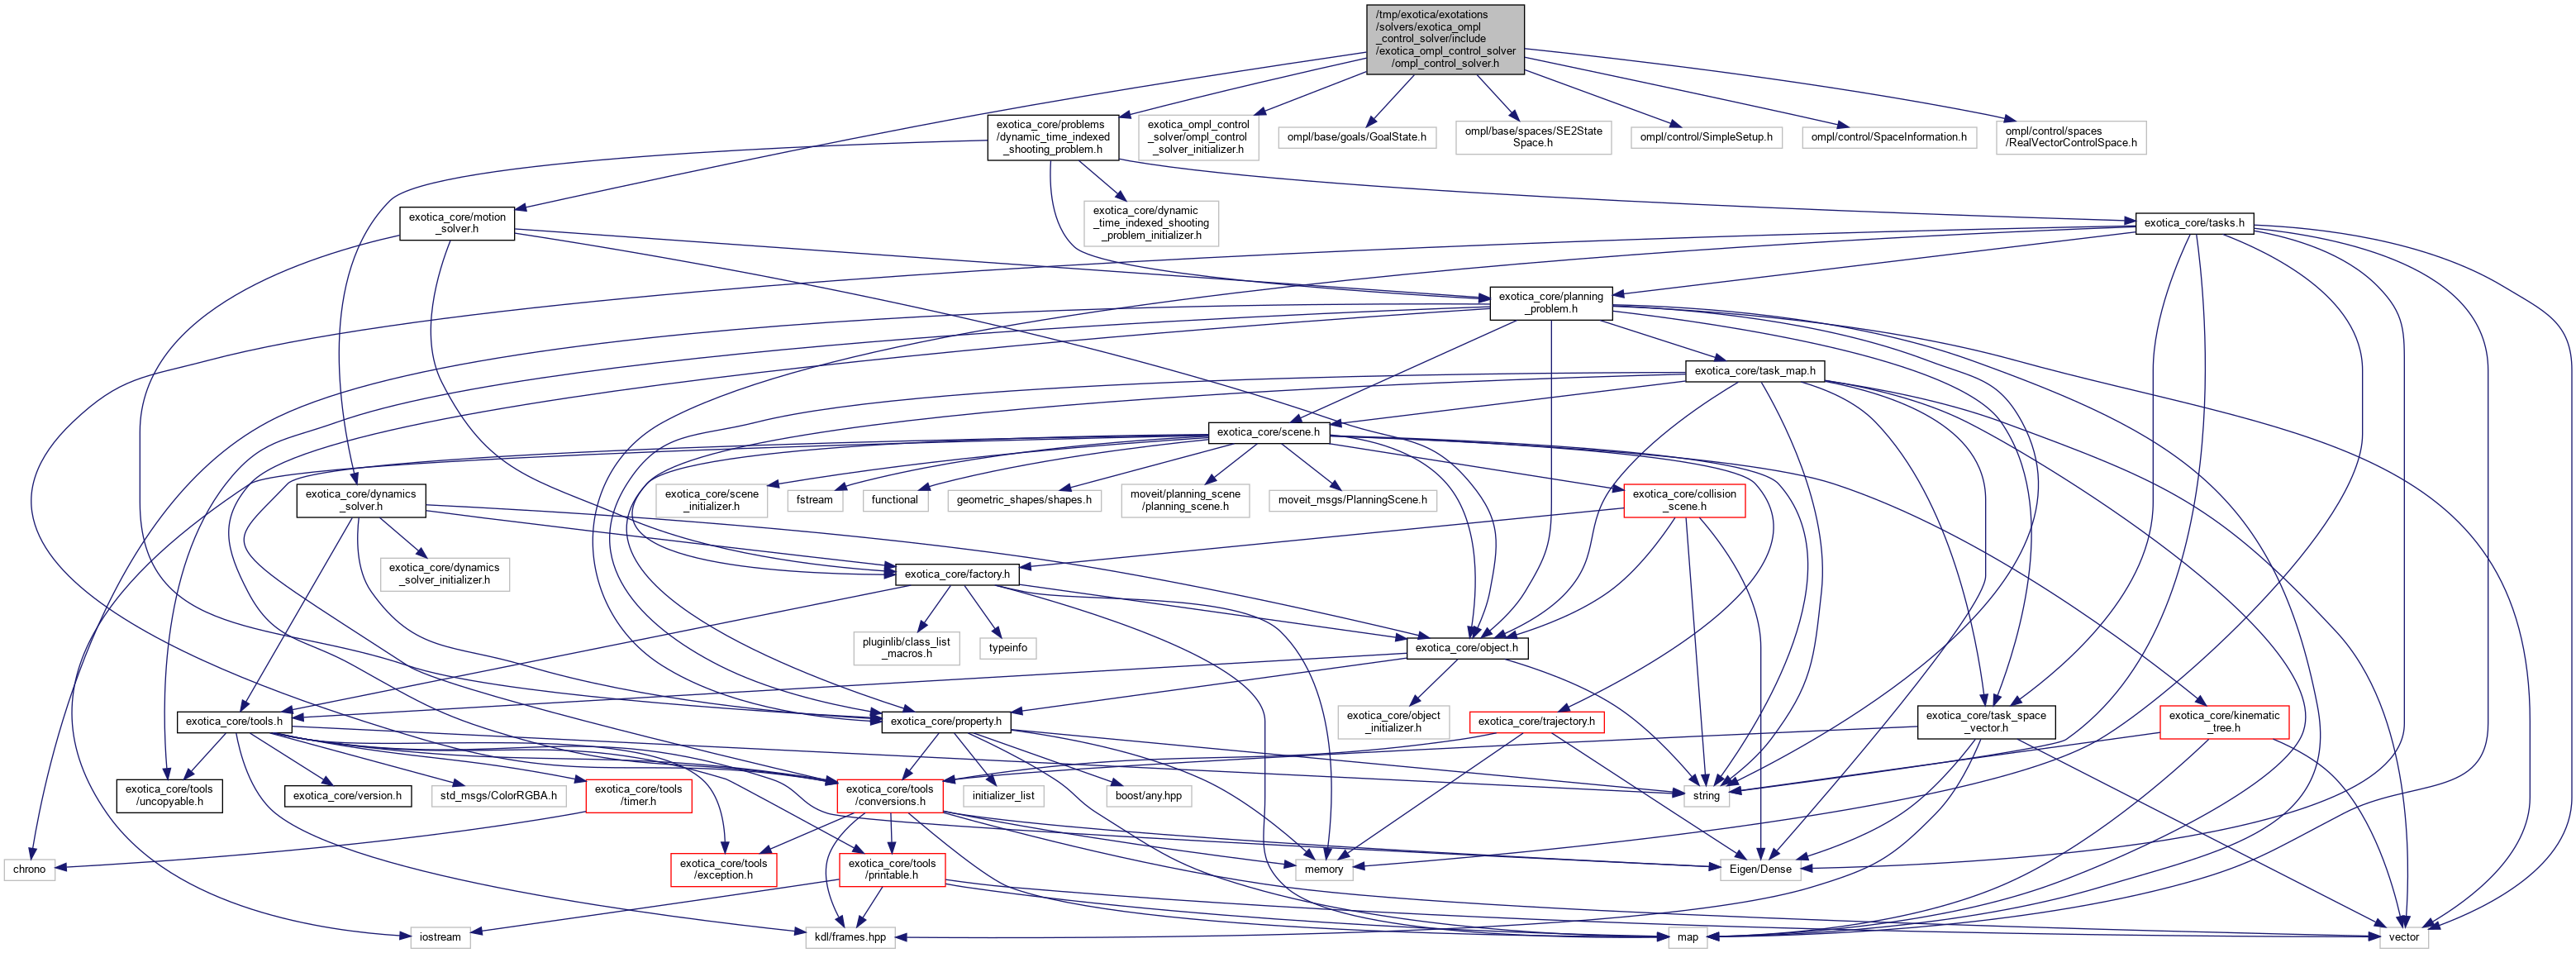 /tmp/exotica/exotations
/solvers/exotica_ompl
_control_solver/include
/exotica_ompl_control_solver
/ompl_control_solver.h
exotica_core/problems
/dynamic_time_indexed
_shooting_problem.h
exotica_ompl_control
_solver/ompl_control
_solver_initializer.h
ompl/base/goals/GoalState.h
ompl/base/spaces/SE2State
Space.h
ompl/control/SimpleSetup.h
ompl/control/SpaceInformation.h
ompl/control/spaces
/RealVectorControlSpace.h
exotica_core/motion
_solver.h
exotica_core/dynamic
_time_indexed_shooting
_problem_initializer.h
exotica_core/tasks.h
exotica_core/planning
_problem.h
exotica_core/task_map.h
exotica_core/scene.h
exotica_core/dynamics
_solver.h
exotica_core/scene
_initializer.h
fstream
functional
geometric_shapes/shapes.h
moveit/planning_scene
/planning_scene.h
moveit_msgs/PlanningScene.h
exotica_core/collision
_scene.h
exotica_core/dynamics
_solver_initializer.h
exotica_core/factory.h
pluginlib/class_list
_macros.h
typeinfo
exotica_core/object.h
exotica_core/tools.h
exotica_core/property.h
exotica_core/object
_initializer.h
exotica_core/trajectory.h
exotica_core/task_space
_vector.h
exotica_core/kinematic
_tree.h
exotica_core/tools
/uncopyable.h
exotica_core/version.h
std_msgs/ColorRGBA.h
exotica_core/tools
/timer.h
exotica_core/tools
/conversions.h
initializer_list
boost/any.hpp
string
chrono
exotica_core/tools
/exception.h
exotica_core/tools
/printable.h
memory
Eigen/Dense
iostream
kdl/frames.hpp
map
vector